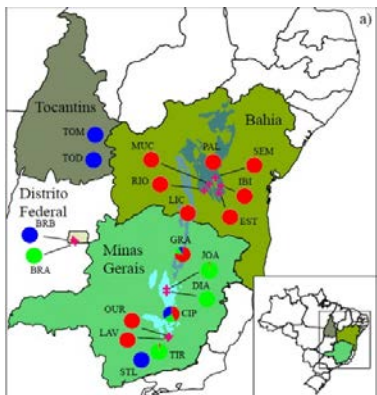 a)
Tocantins
TOM
TOD
Bahia
MUC
PAL
SEM
RIO
IBI
LIC
EST
Distrito
Federal
BRB
BRA
Minas
Gerais
GRA
JOA
DIA
OUR
CIP
LAV
TIR
STL